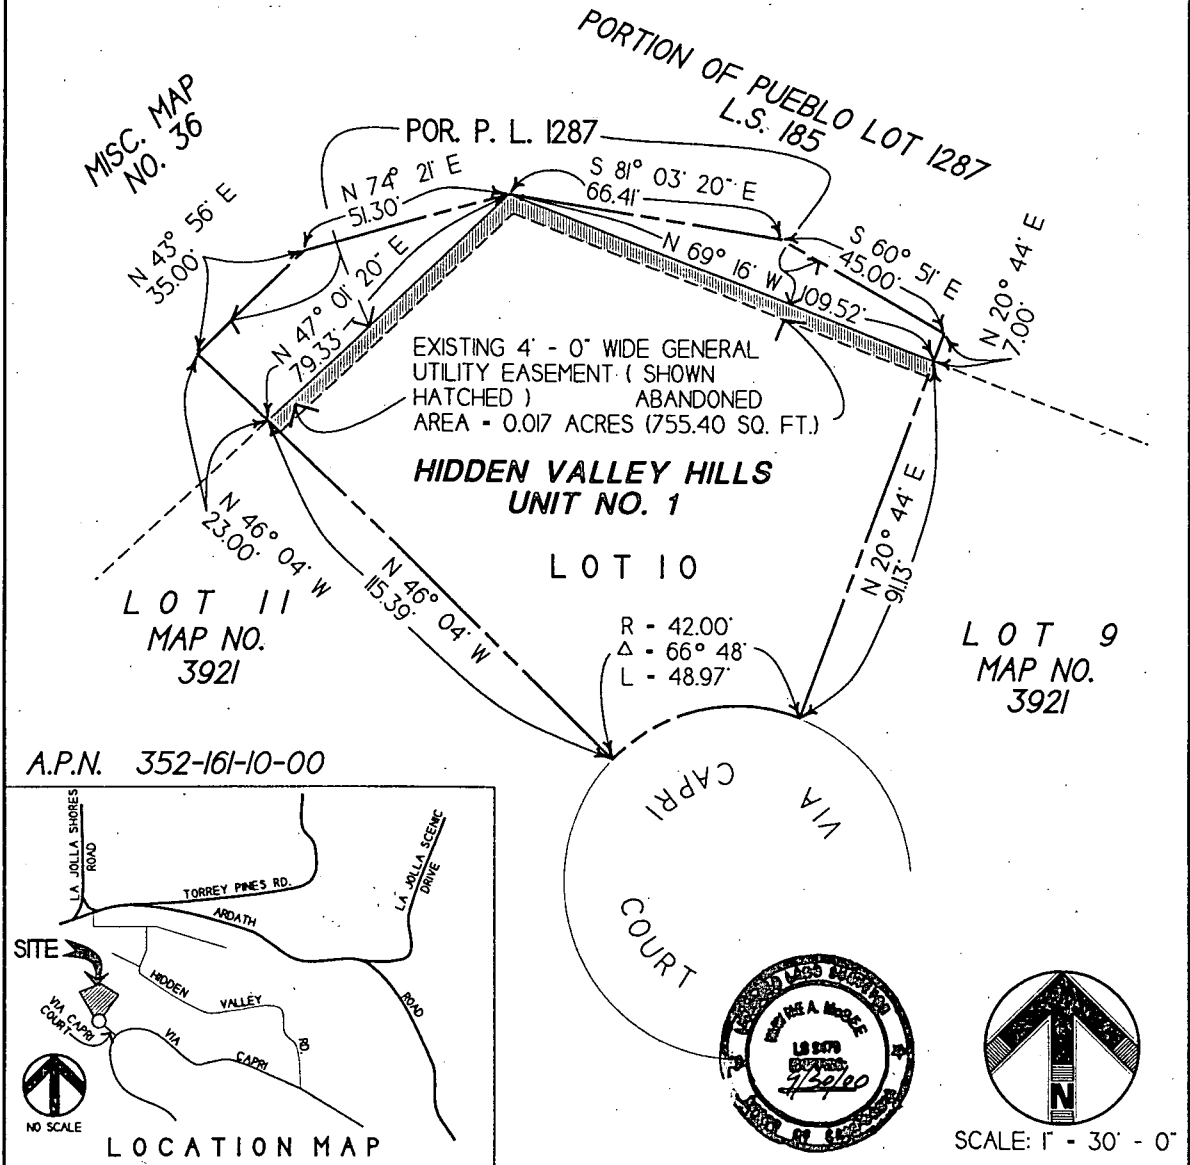 PORTION OF PUEBLO LOT 1287
L.S. 185
MISC. MAP
NO. 36
POR. P. L. 1287
N 74° 21' E
51.30'
S 81° 03' 20" E
66.41'
N 43° 56' E
35.00'
S 60° 51' E
45.00'
N 20° 44' E
7.00'
N 69° 16' W 109.52'
N 47° 01' 20" E
79.33'
EXISTING 4' - 0" WIDE GENERAL
UTILITY EASEMENT ( SHOWN
HATCHED ) ABANDONED
AREA - 0.017 ACRES (755.40 SQ. FT.)
HIDDEN VALLEY HILLS
UNIT NO. 1
LOT 10
N 46° 04' W
23.00'
N 46° 04' W
115.39'
N 20° 44' E
91.13'
R - 42.00'
Δ - 66° 48'
L - 48.97'
LOT 11
MAP NO.
3921
LOT 9
MAP NO.
3921
VIA
CAPRI
COURT
A.P.N. 352-161-10-00
LA JOLLA SHORES
ROAD
TORREY PINES RD.
LA JOLLA SCENIC
DRIVE
ARDATH
ROAD
SITE
HIDDEN
VALLEY
RD.
VIA CAPRI
COURT
VIA
CAPRI
NO SCALE
LOCATION MAP
A. McGEE
9/30/00
N
SCALE: 1" - 30' - 0"